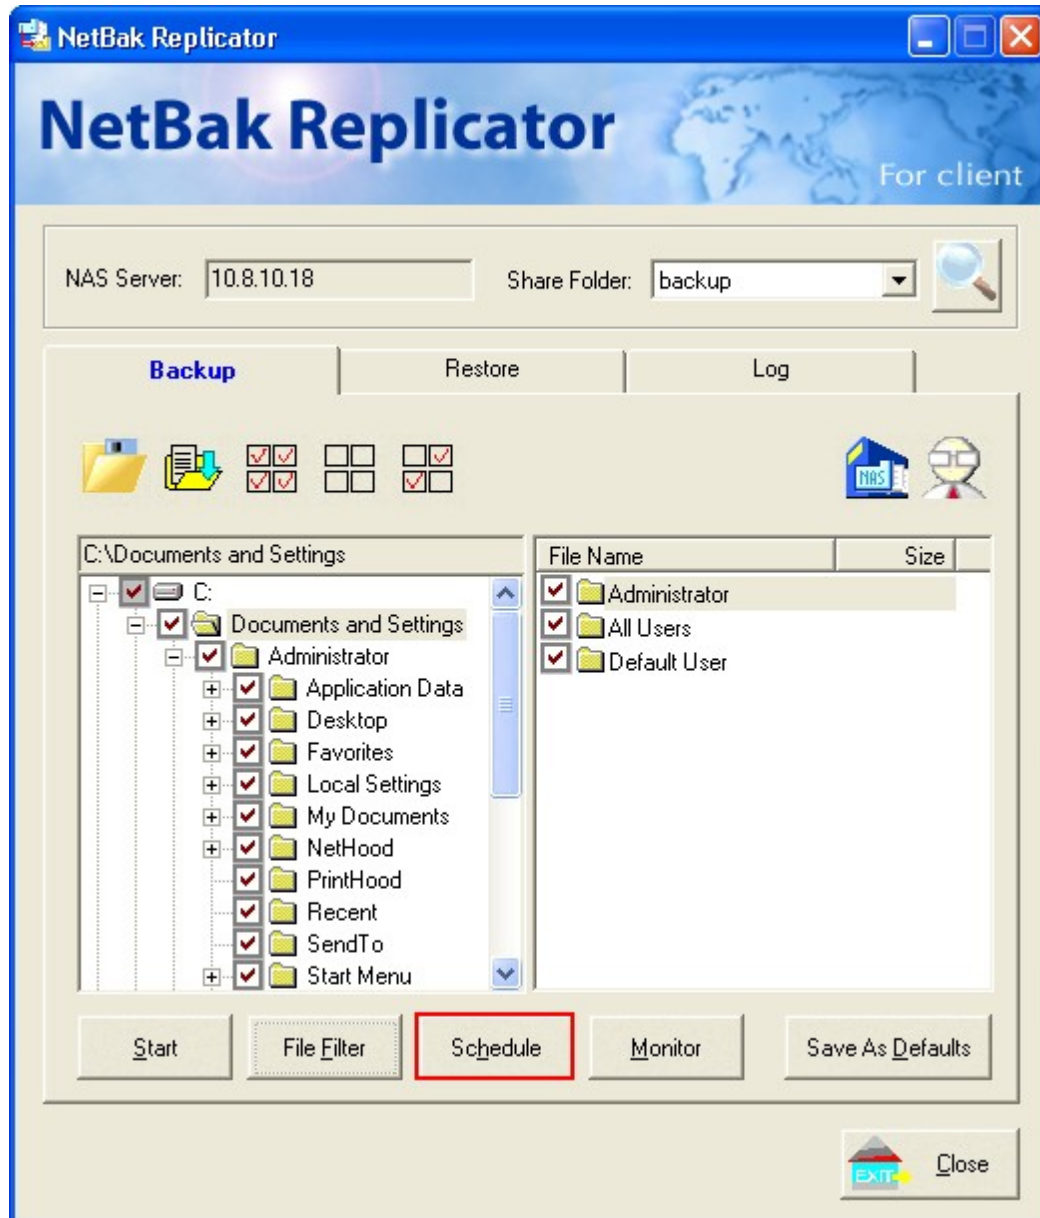 NetBak Replicator
NetBak Replicator
For client
NAS Server: 10.8.10.18 Share Folder: backup
Backup Restore Log
NAS
C:\Documents and Settings
C:
Documents and Settings
Administrator
Application Data
Desktop
Favorites
Local Settings
My Documents
NetHood
PrintHood
Recent
SendTo
Start Menu
File Name Size
Administrator
All Users
Default User
Start File Filter Schedule Monitor Save As Defaults
EXIT Close